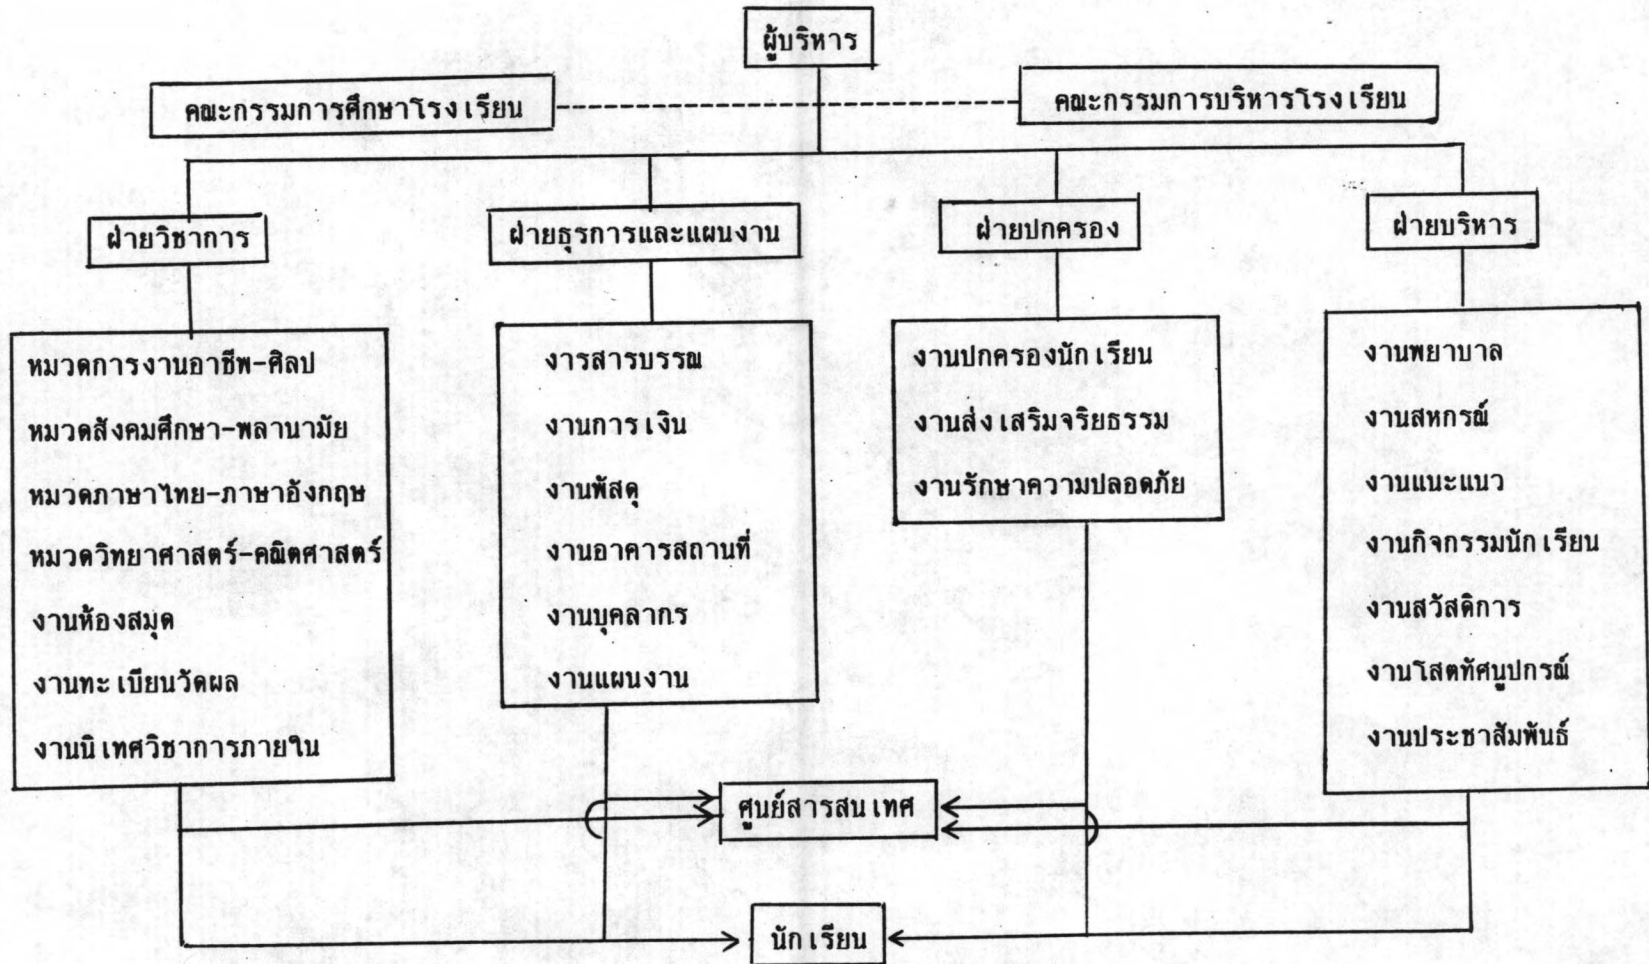 ผู้บริหาร
คณะกรรมการศึกษาโรงเรียน
คณะกรรมการบริหารโรงเรียน
ฝ่ายวิชาการ
ฝ่ายธุรการและแผนงาน
ฝ่ายปกครอง
ฝ่ายบริหาร
หมวดการงานอาชีพ-ศิลป
หมวดสังคมศึกษา-พลานามัย
หมวดภาษาไทย-ภาษาอังกฤษ
หมวดวิทยาศาสตร์-คณิตศาสตร์
งานห้องสมุด
งานทะเบียนวัดผล
งานนิเทศวิชาการภายใน
งารสารบรรณ
งานการเงิน
งานพัสดุ
งานอาคารสถานที่
งานบุคลากร
งานแผนงาน
งานปกครองนักเรียน
งานส่งเสริมจริยธรรม
งานรักษาความปลอดภัย
งานพยาบาล
งานสหกรณ์
งานแนะแนว
งานกิจกรรมนักเรียน
งานสวัสดิการ
งานโสตทัศนูปกรณ์
งานประชาสัมพันธ์
ศูนย์สารสนเทศ
นักเรียน